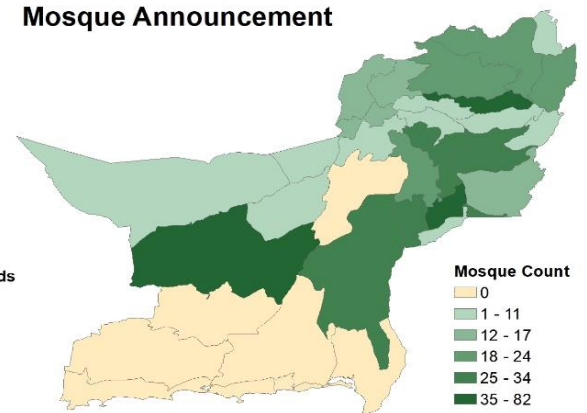 Mosque Announcement
ds
Mosque Count
0
1 - 11
12 - 17
18 - 24
25 - 34
35 - 82